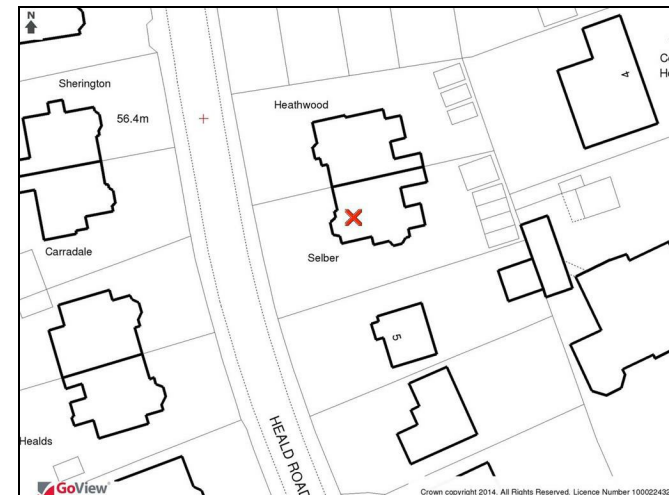 N
Sherington
Heathwood
56.4m
4
Carradale
Selber
5
Healds
HEALD ROAD
GoView
Crown copyright 2014. All Rights Reserved. Licence Number 100022432